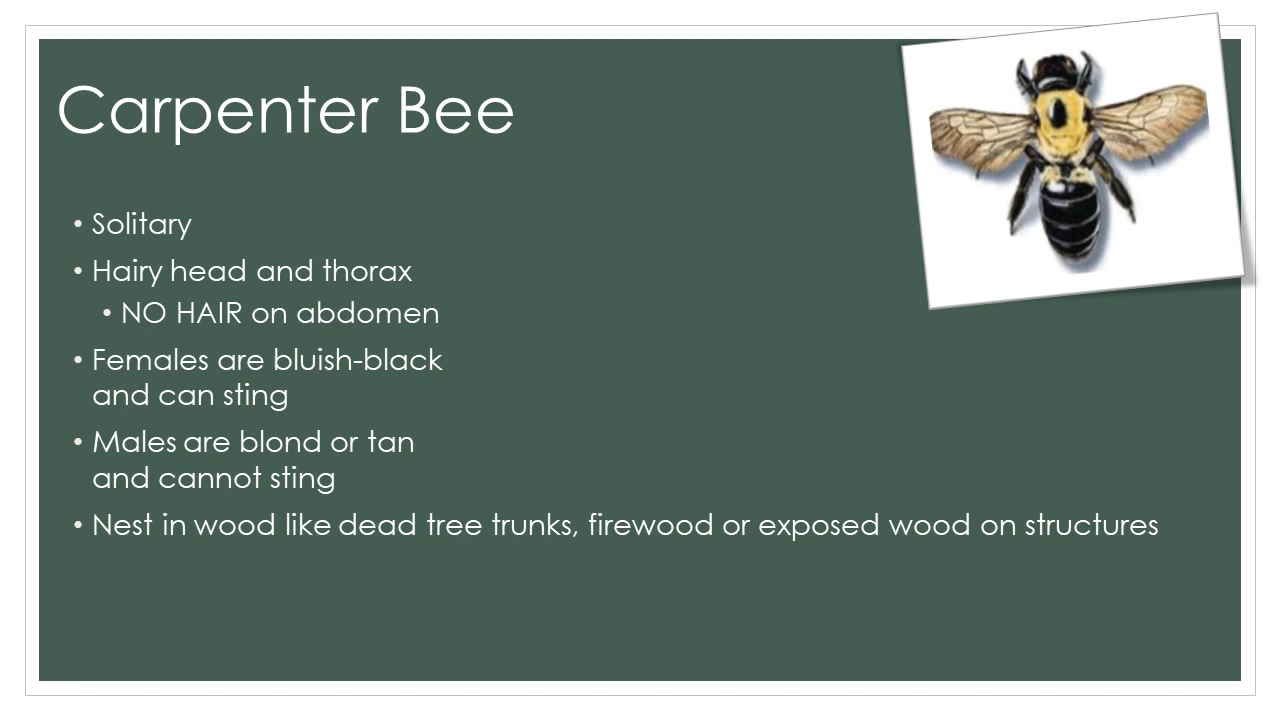 Carpenter Bee
• Solitary
• Hairy head and thorax
• NO HAIR on abdomen
• Females are bluish-black
and can sting
• Males are blond or tan
and cannot sting
• Nest in wood like dead tree trunks, firewood or exposed wood on structures